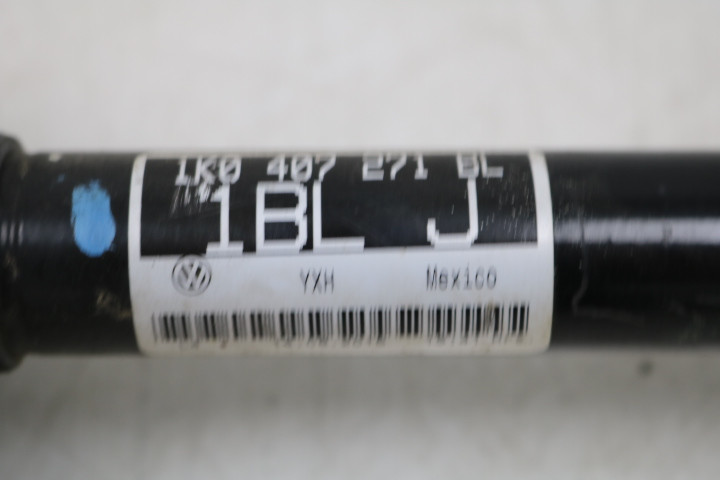 1K0 407 271 BL
1BL J
YXH Mexico